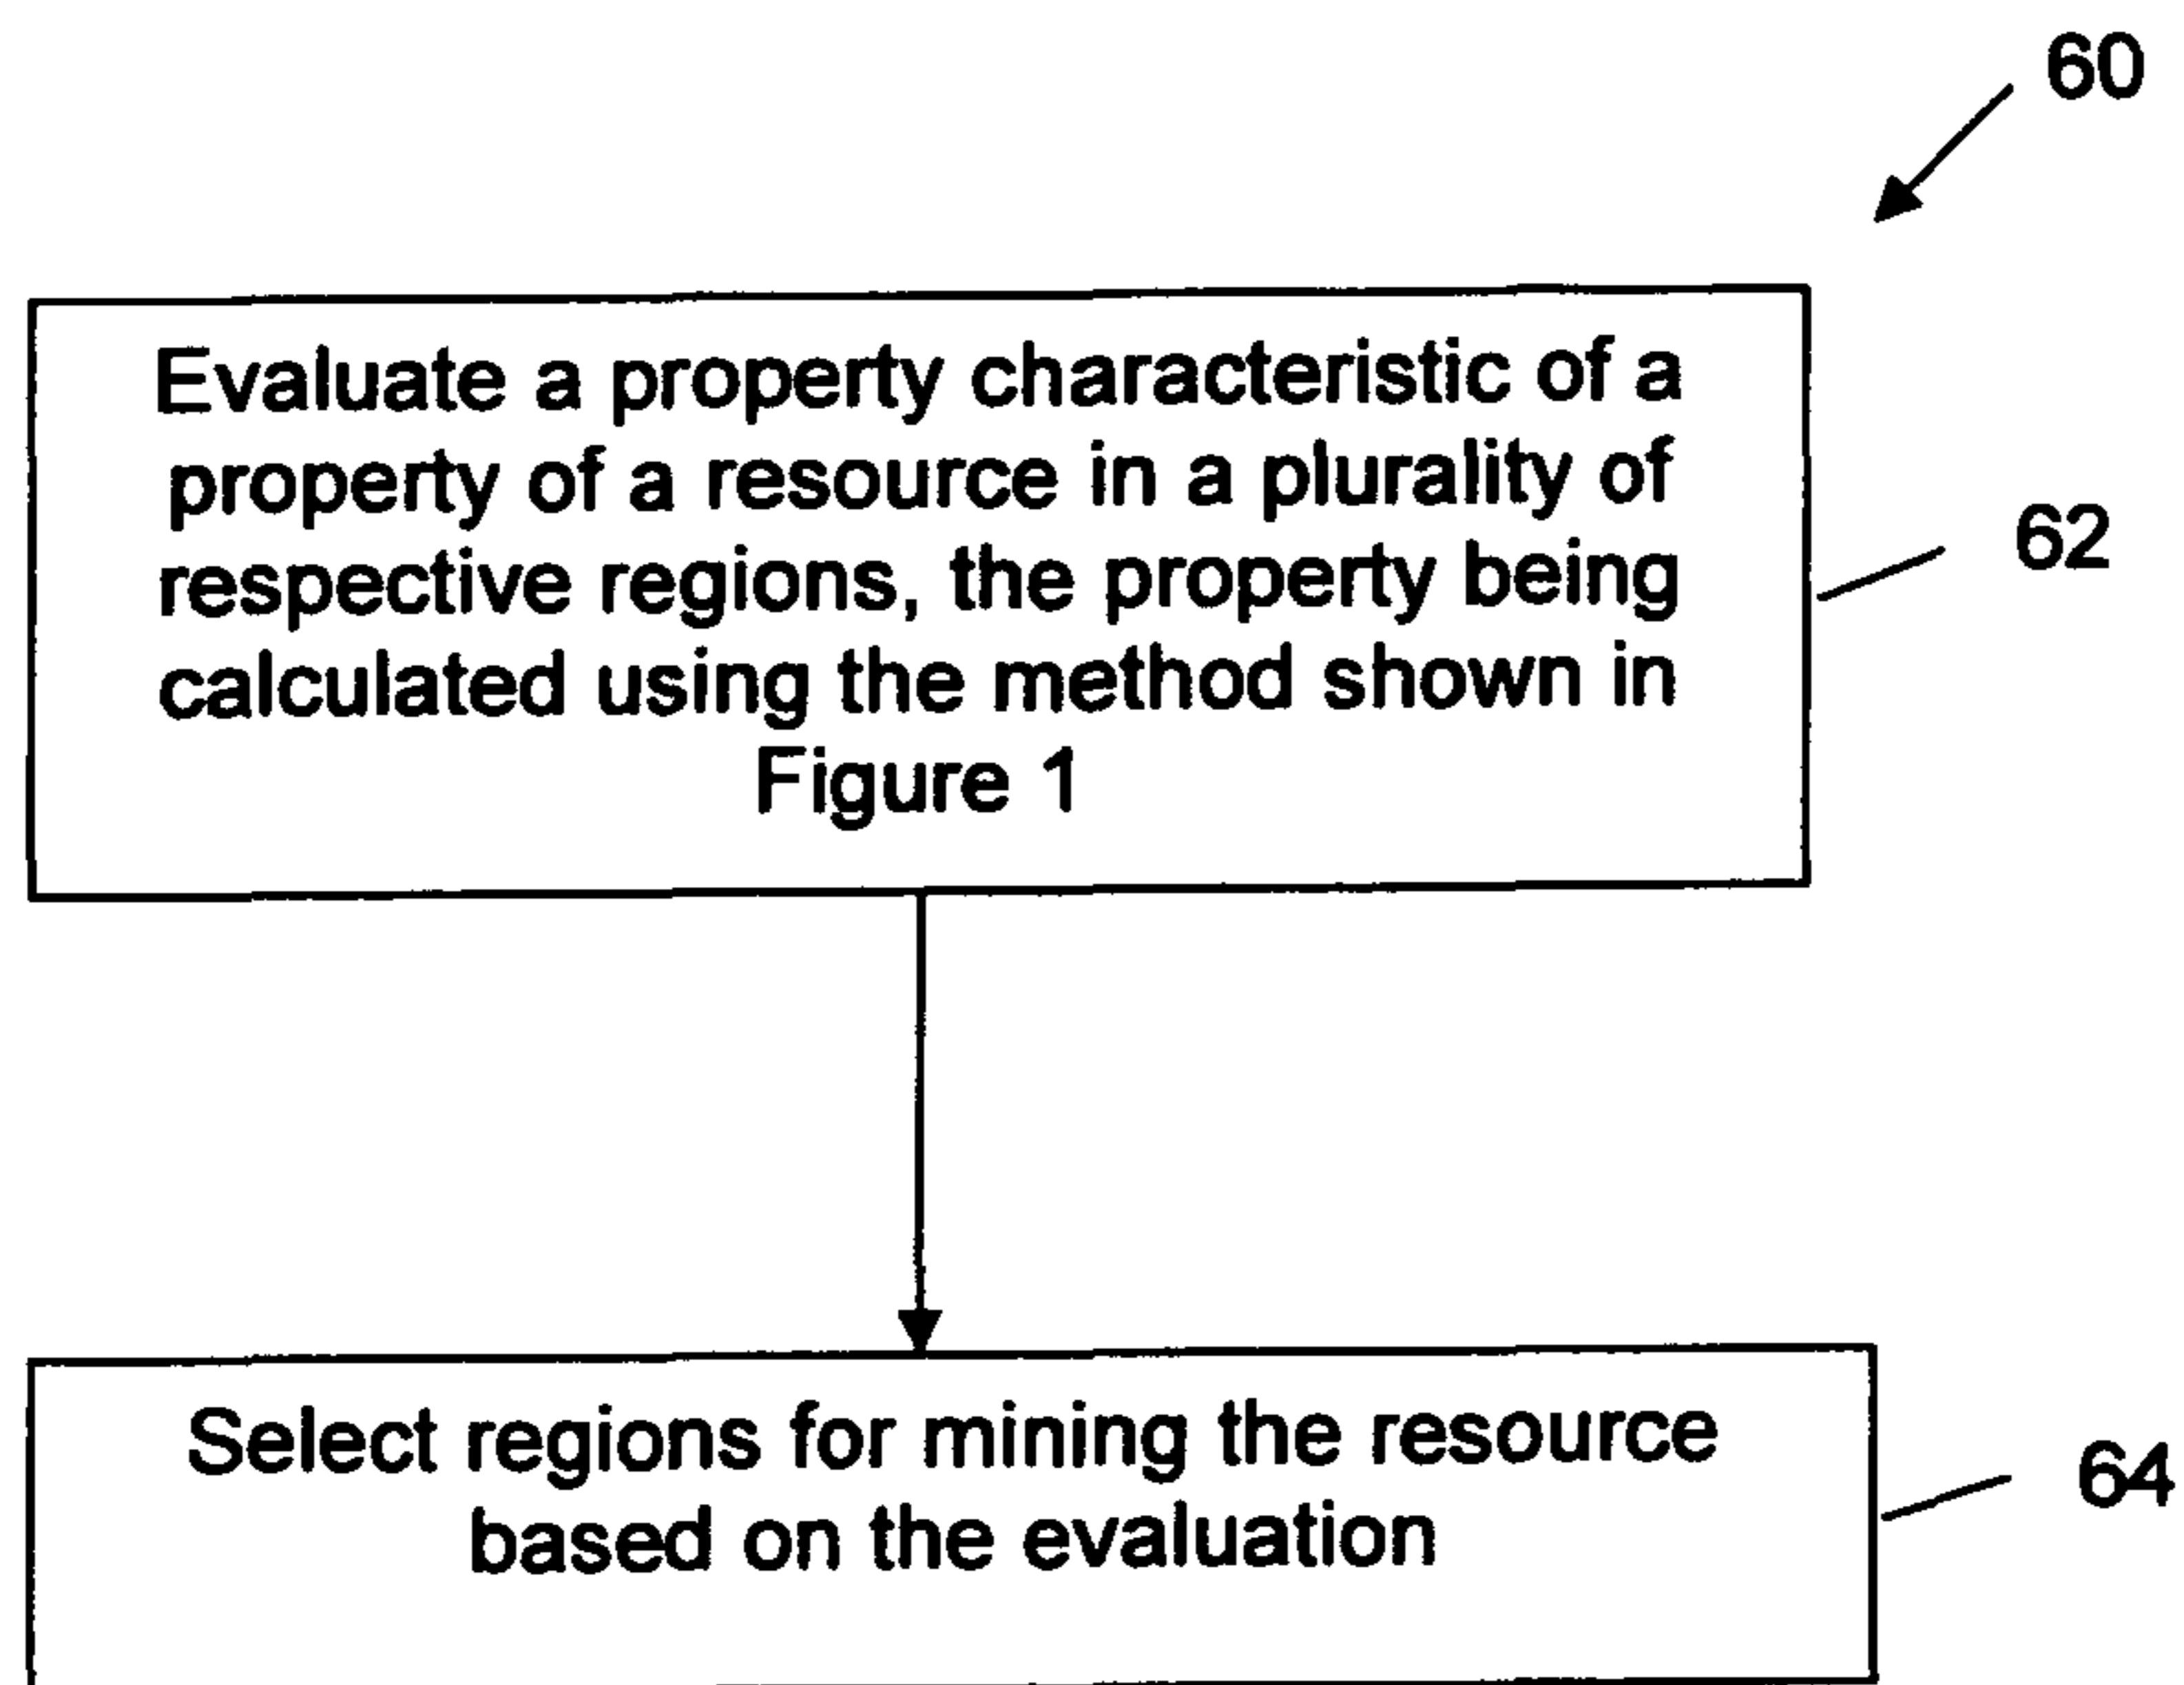 60
Evaluate a property characteristic of a
property of a resource in a plurality of
respective regions, the property being
calculated using the method shown in
Figure 1
62
Select regions for mining the resource
based on the evaluation
64